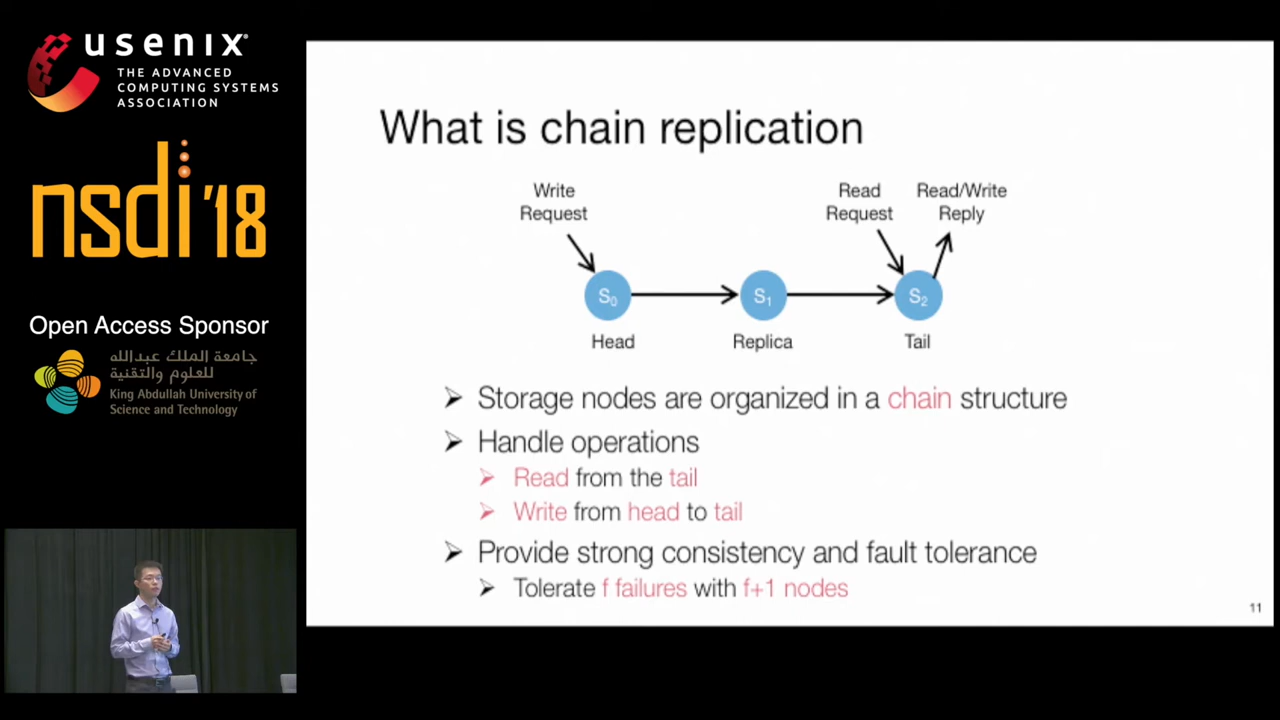 usenix
THE ADVANCED
COMPUTING SYSTEMS
ASSOCIATION
nsdi '18
Open Access Sponsor
جامعة الملك عبدالله
للعلوم والتقنية
King Abdullah University of
Science and Technology
What is chain replication
Write
Request
Read
Request
Read/Write
Reply
S0
S1
S2
Head
Replica
Tail
➢ Storage nodes are organized in a chain structure
➢ Handle operations
➢ Read from the tail
➢ Write from head to tail
➢ Provide strong consistency and fault tolerance
➢ Tolerate f failures with f+1 nodes
11